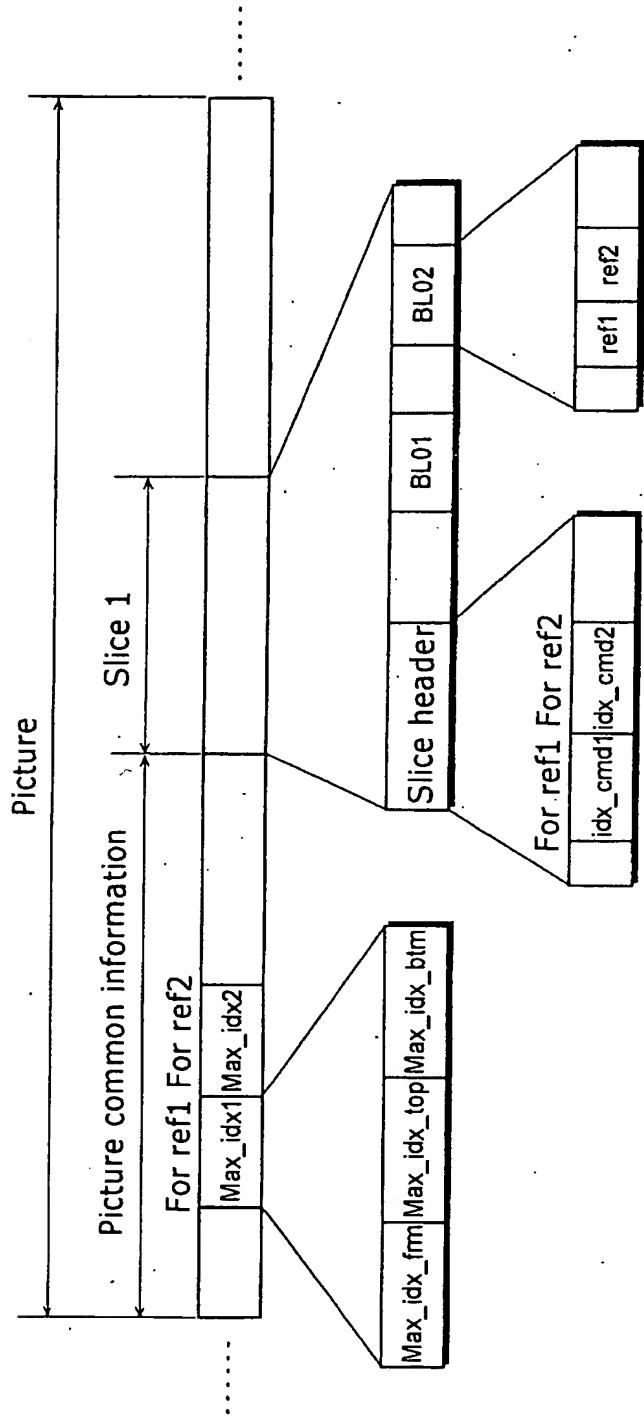 Picture
Picture common information
Slice 1
For ref1 For ref2
Max_idx1 Max_idx2
Max_idx_frm Max_idx_top Max_idx_btm
Slice header BL01 BL02
For ref1 For ref2
idx_cmd1 idx_cmd2
ref1 ref2